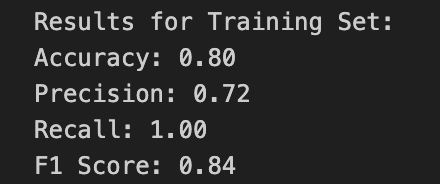 Results for Training Set:
Accuracy: 0.80
Precision: 0.72
Recall: 1.00
F1 Score: 0.84